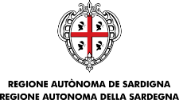 REGIONE AUTÒNOMA DE SARDIGNA
REGIONE AUTONOMA DELLA SARDEGNA